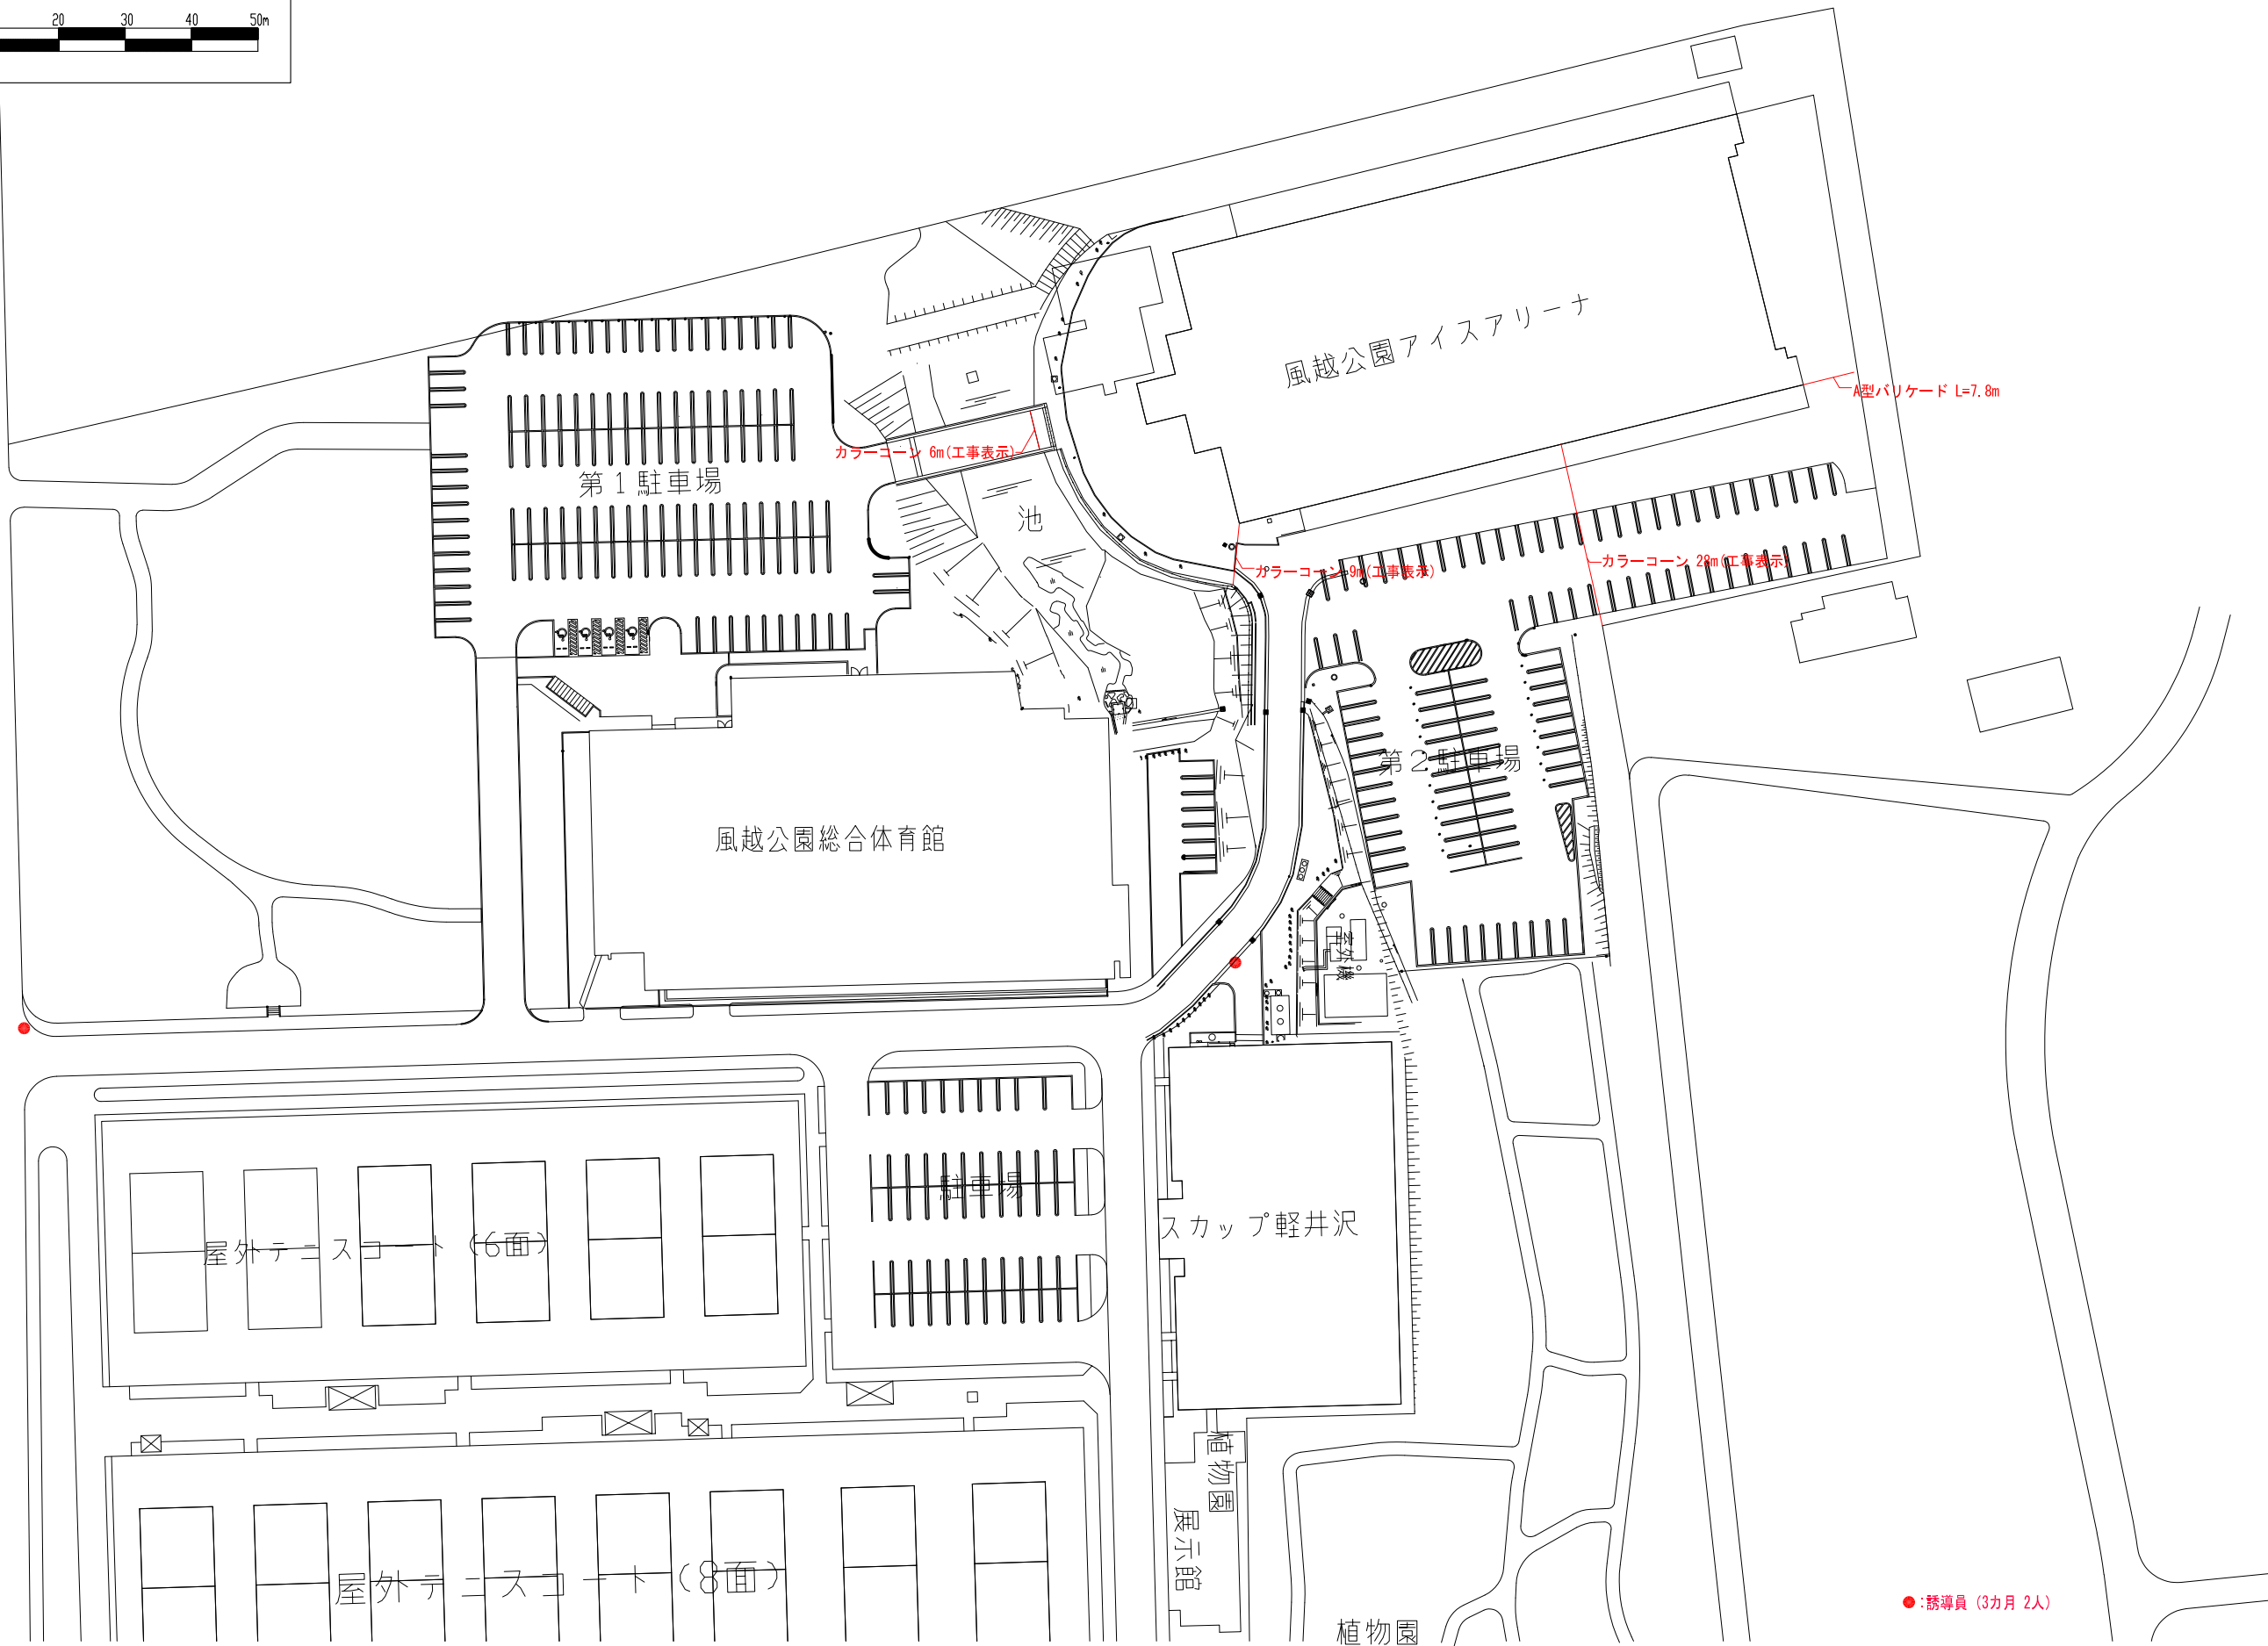 20 30 40 50m
風越公園アイスアリーナ
A型バリケード L=7.8m
カラーコーン 6m(工事表示)
第1駐車場
池
カラーコーン 9m(工事表示)
カラーコーン 28m(工事表示)
第2駐車場
風越公園総合体育館
室外機
駐車場
スカップ軽井沢
屋外テニスコート(6面)
植物園
展示館
屋外テニスコート(8面)
植物園
:誘導員 (3カ月 2人)